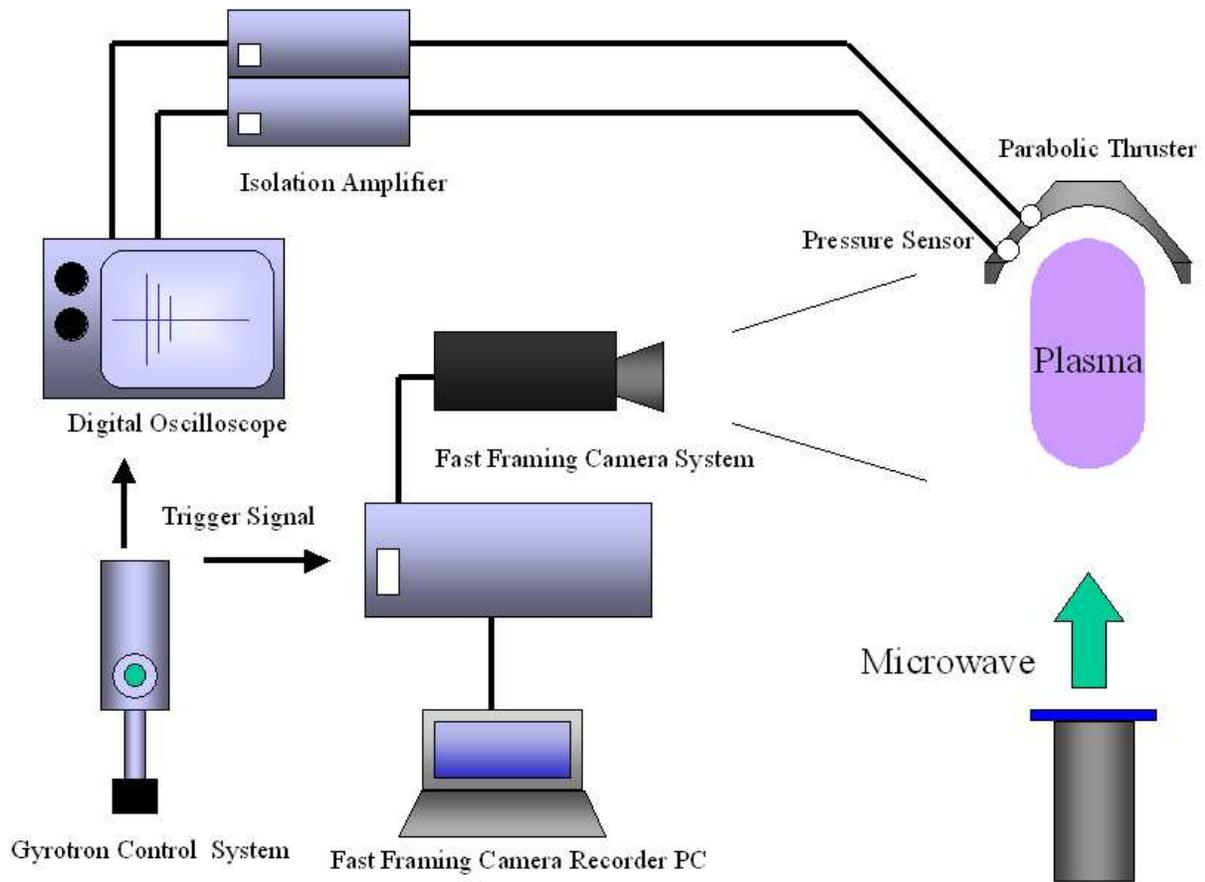 Isolation Amplifier
Parabolic Thruster
Pressure Sensor
Plasma
Digital Oscilloscope
Fast Framing Camera System
Trigger Signal
Microwave
Gyrotron Control System
Fast Framing Camera Recorder PC